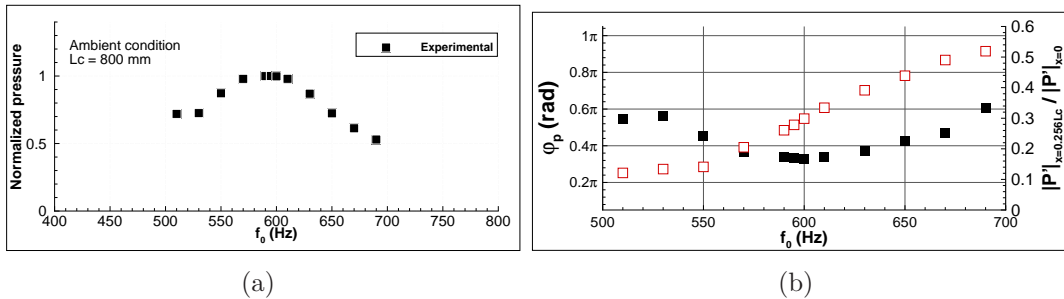 Ambient condition
Lc = 800 mm
Experimental
Normalized pressure
1
0.5
0
400 450 500 550 600 650 700 750 800
f₀ (Hz)
(a)
φp (rad)
1π
0.8π
0.6π
0.4π
0.2π
500 550 600 650 700
f₀ (Hz)
0.6
0.5
0.4
0.3
0.2
0.1
0
|P'|x=0.256Lc / |P'|x=0
(b)